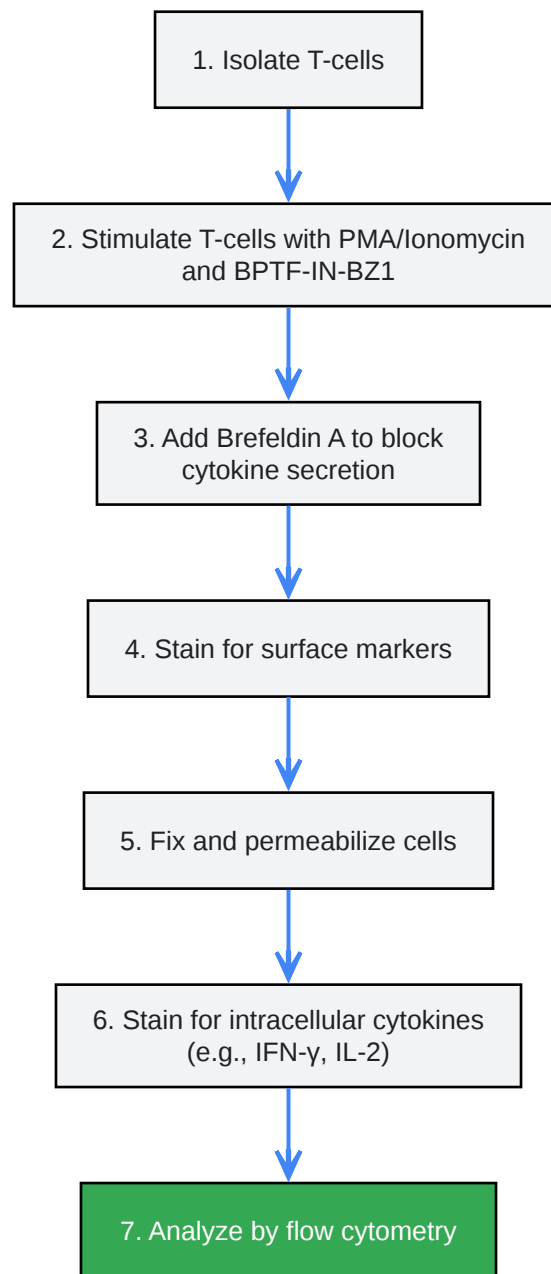 1. Isolate T-cells
2. Stimulate T-cells with PMA/Ionomycin
and BPTF-IN-BZ1
3. Add Brefeldin A to block
cytokine secretion
4. Stain for surface markers
5. Fix and permeabilize cells
6. Stain for intracellular cytokines
(e.g., IFN-γ, IL-2)
7. Analyze by flow cytometry